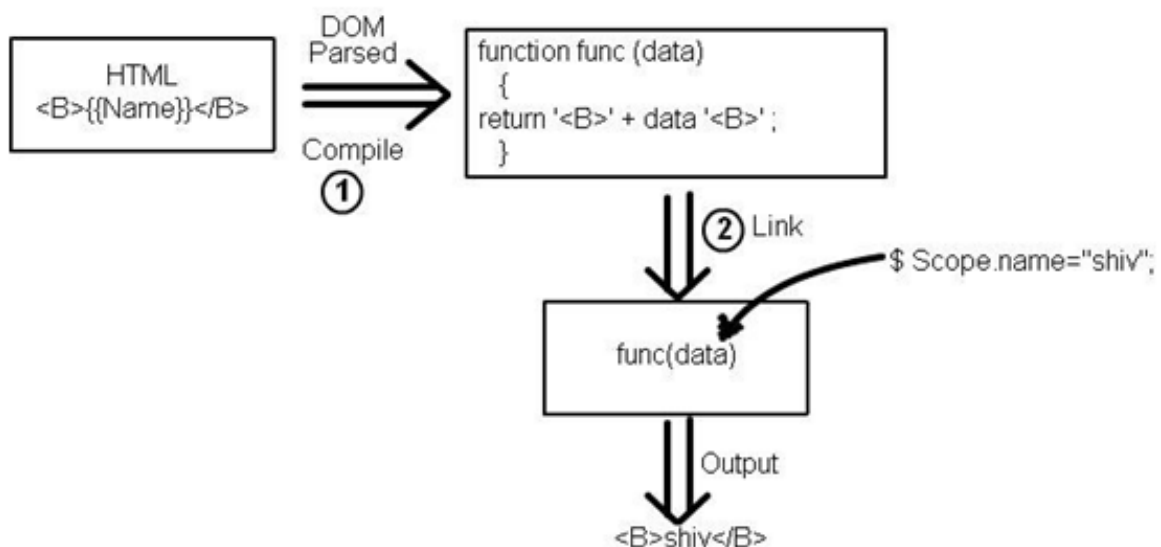 HTML
<B>{{Name}}</B>
DOM
Parsed
Compile
1
function func (data)
{
return '<B>' + data '<B>' ;
}
2 Link
$ Scope.name="shiv";
func(data)
Output
<B>shiv</B>